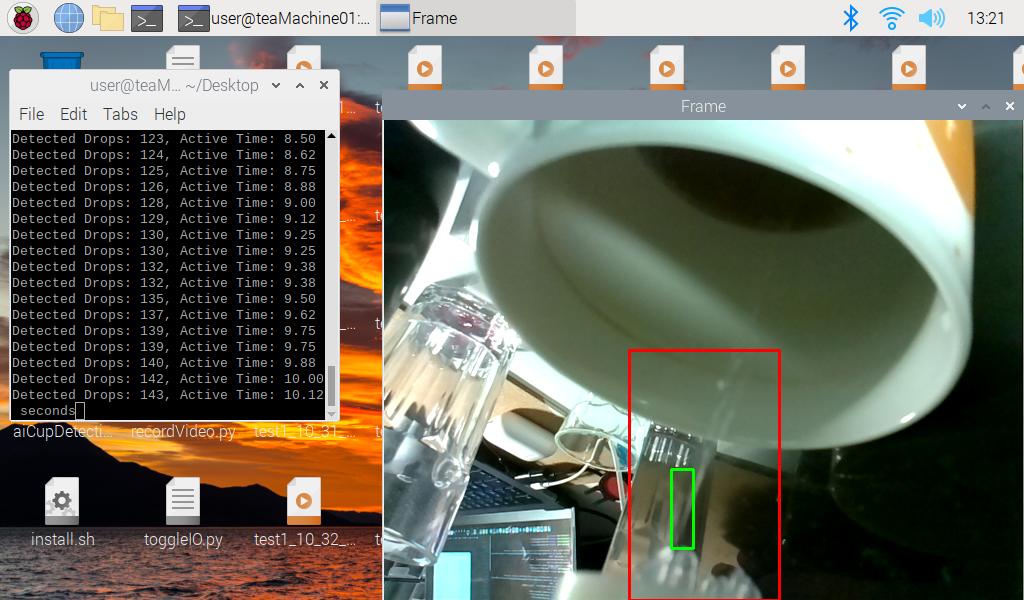 user@teaMachine01:...
Frame
13:21
user@teaM... ~/Desktop
File Edit Tabs Help
Detected Drops: 123, Active Time: 8.50
Detected Drops: 124, Active Time: 8.62
Detected Drops: 125, Active Time: 8.75
Detected Drops: 126, Active Time: 8.88
Detected Drops: 128, Active Time: 9.00
Detected Drops: 129, Active Time: 9.12
Detected Drops: 130, Active Time: 9.25
Detected Drops: 130, Active Time: 9.25
Detected Drops: 132, Active Time: 9.38
Detected Drops: 132, Active Time: 9.38
Detected Drops: 135, Active Time: 9.50
Detected Drops: 137, Active Time: 9.62
Detected Drops: 139, Active Time: 9.75
Detected Drops: 139, Active Time: 9.75
Detected Drops: 140, Active Time: 9.88
Detected Drops: 142, Active Time: 10.00
Detected Drops: 143, Active Time: 10.12
seconds
Frame
aiCupDetecti...
recordVideo.py
test1_10_31_...
install.sh
toggleIO.py
test1_10_32_...